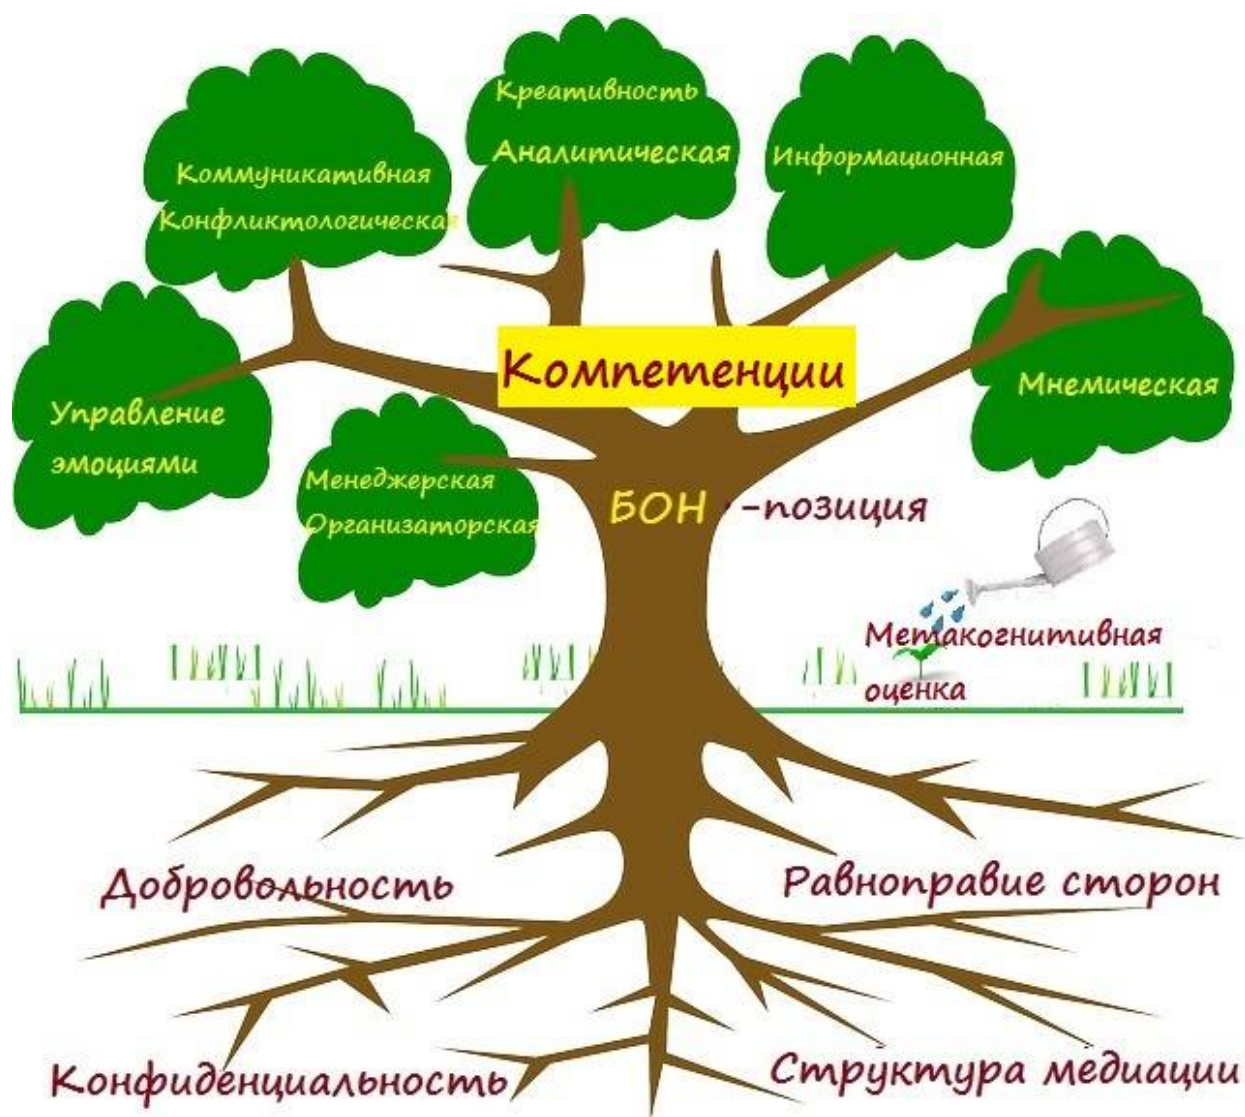 Креативность
Аналитическая
Информационная
Коммуникативная
Конфликтологическая
Компетенции
Мнемическая
Управление
эмоциями
Менеджерская
Организаторская
БОН -позиция
Метакогнитивная
оценка
Добровольность
Равноправие сторон
Конфиденциальность
Структура медиации